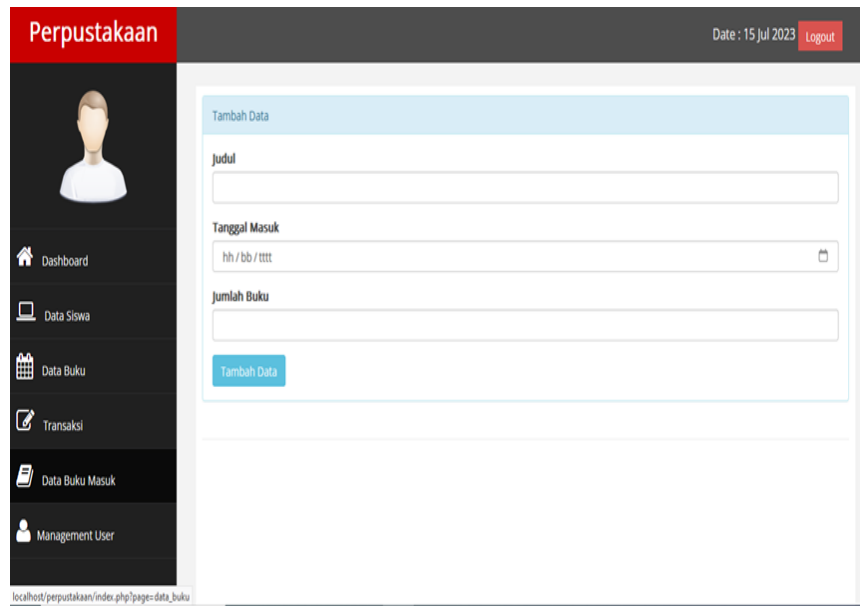 Perpustakaan
Date : 15 Jul 2023 Logout
Dashboard
Data Siswa
Data Buku
Transaksi
Data Buku Masuk
Management User
Tambah Data
Judul
Tanggal Masuk
hh / bb / tttt
Jumlah Buku
Tambah Data
localhost/perpustakaan/index.php?page=data_buku